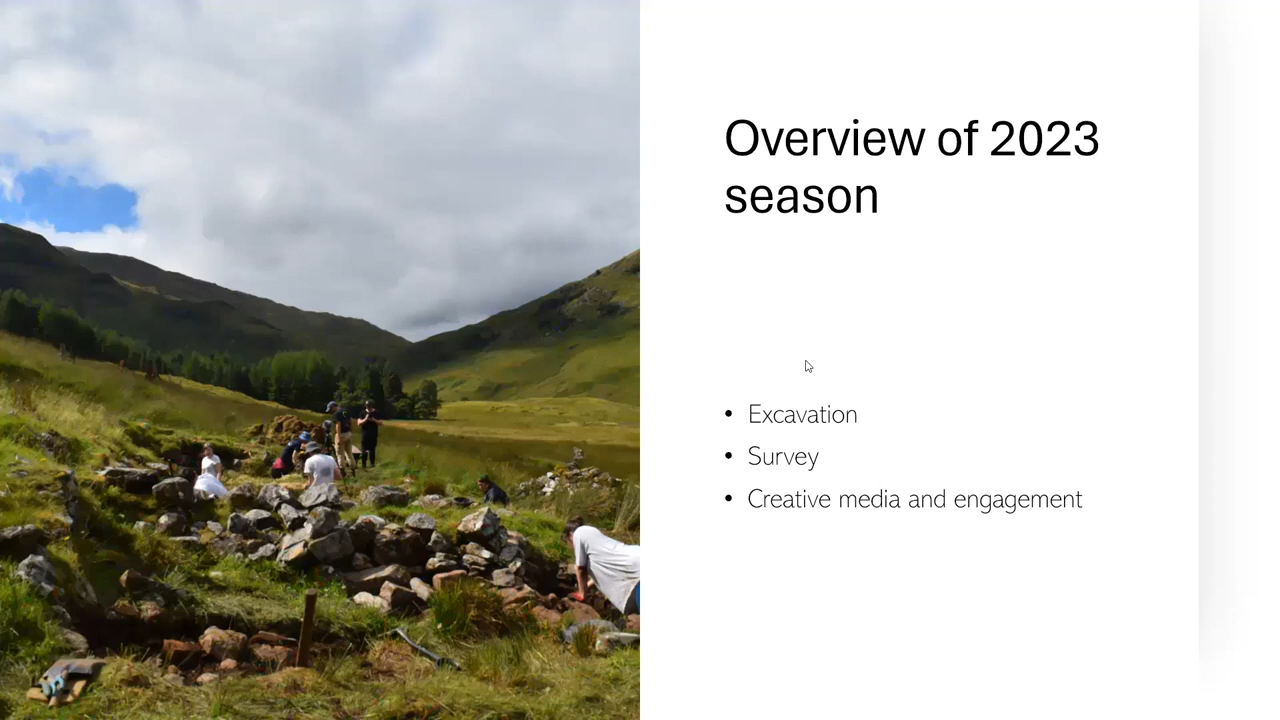 Overview of 2023
season
• Excavation
• Survey
• Creative media and engagement